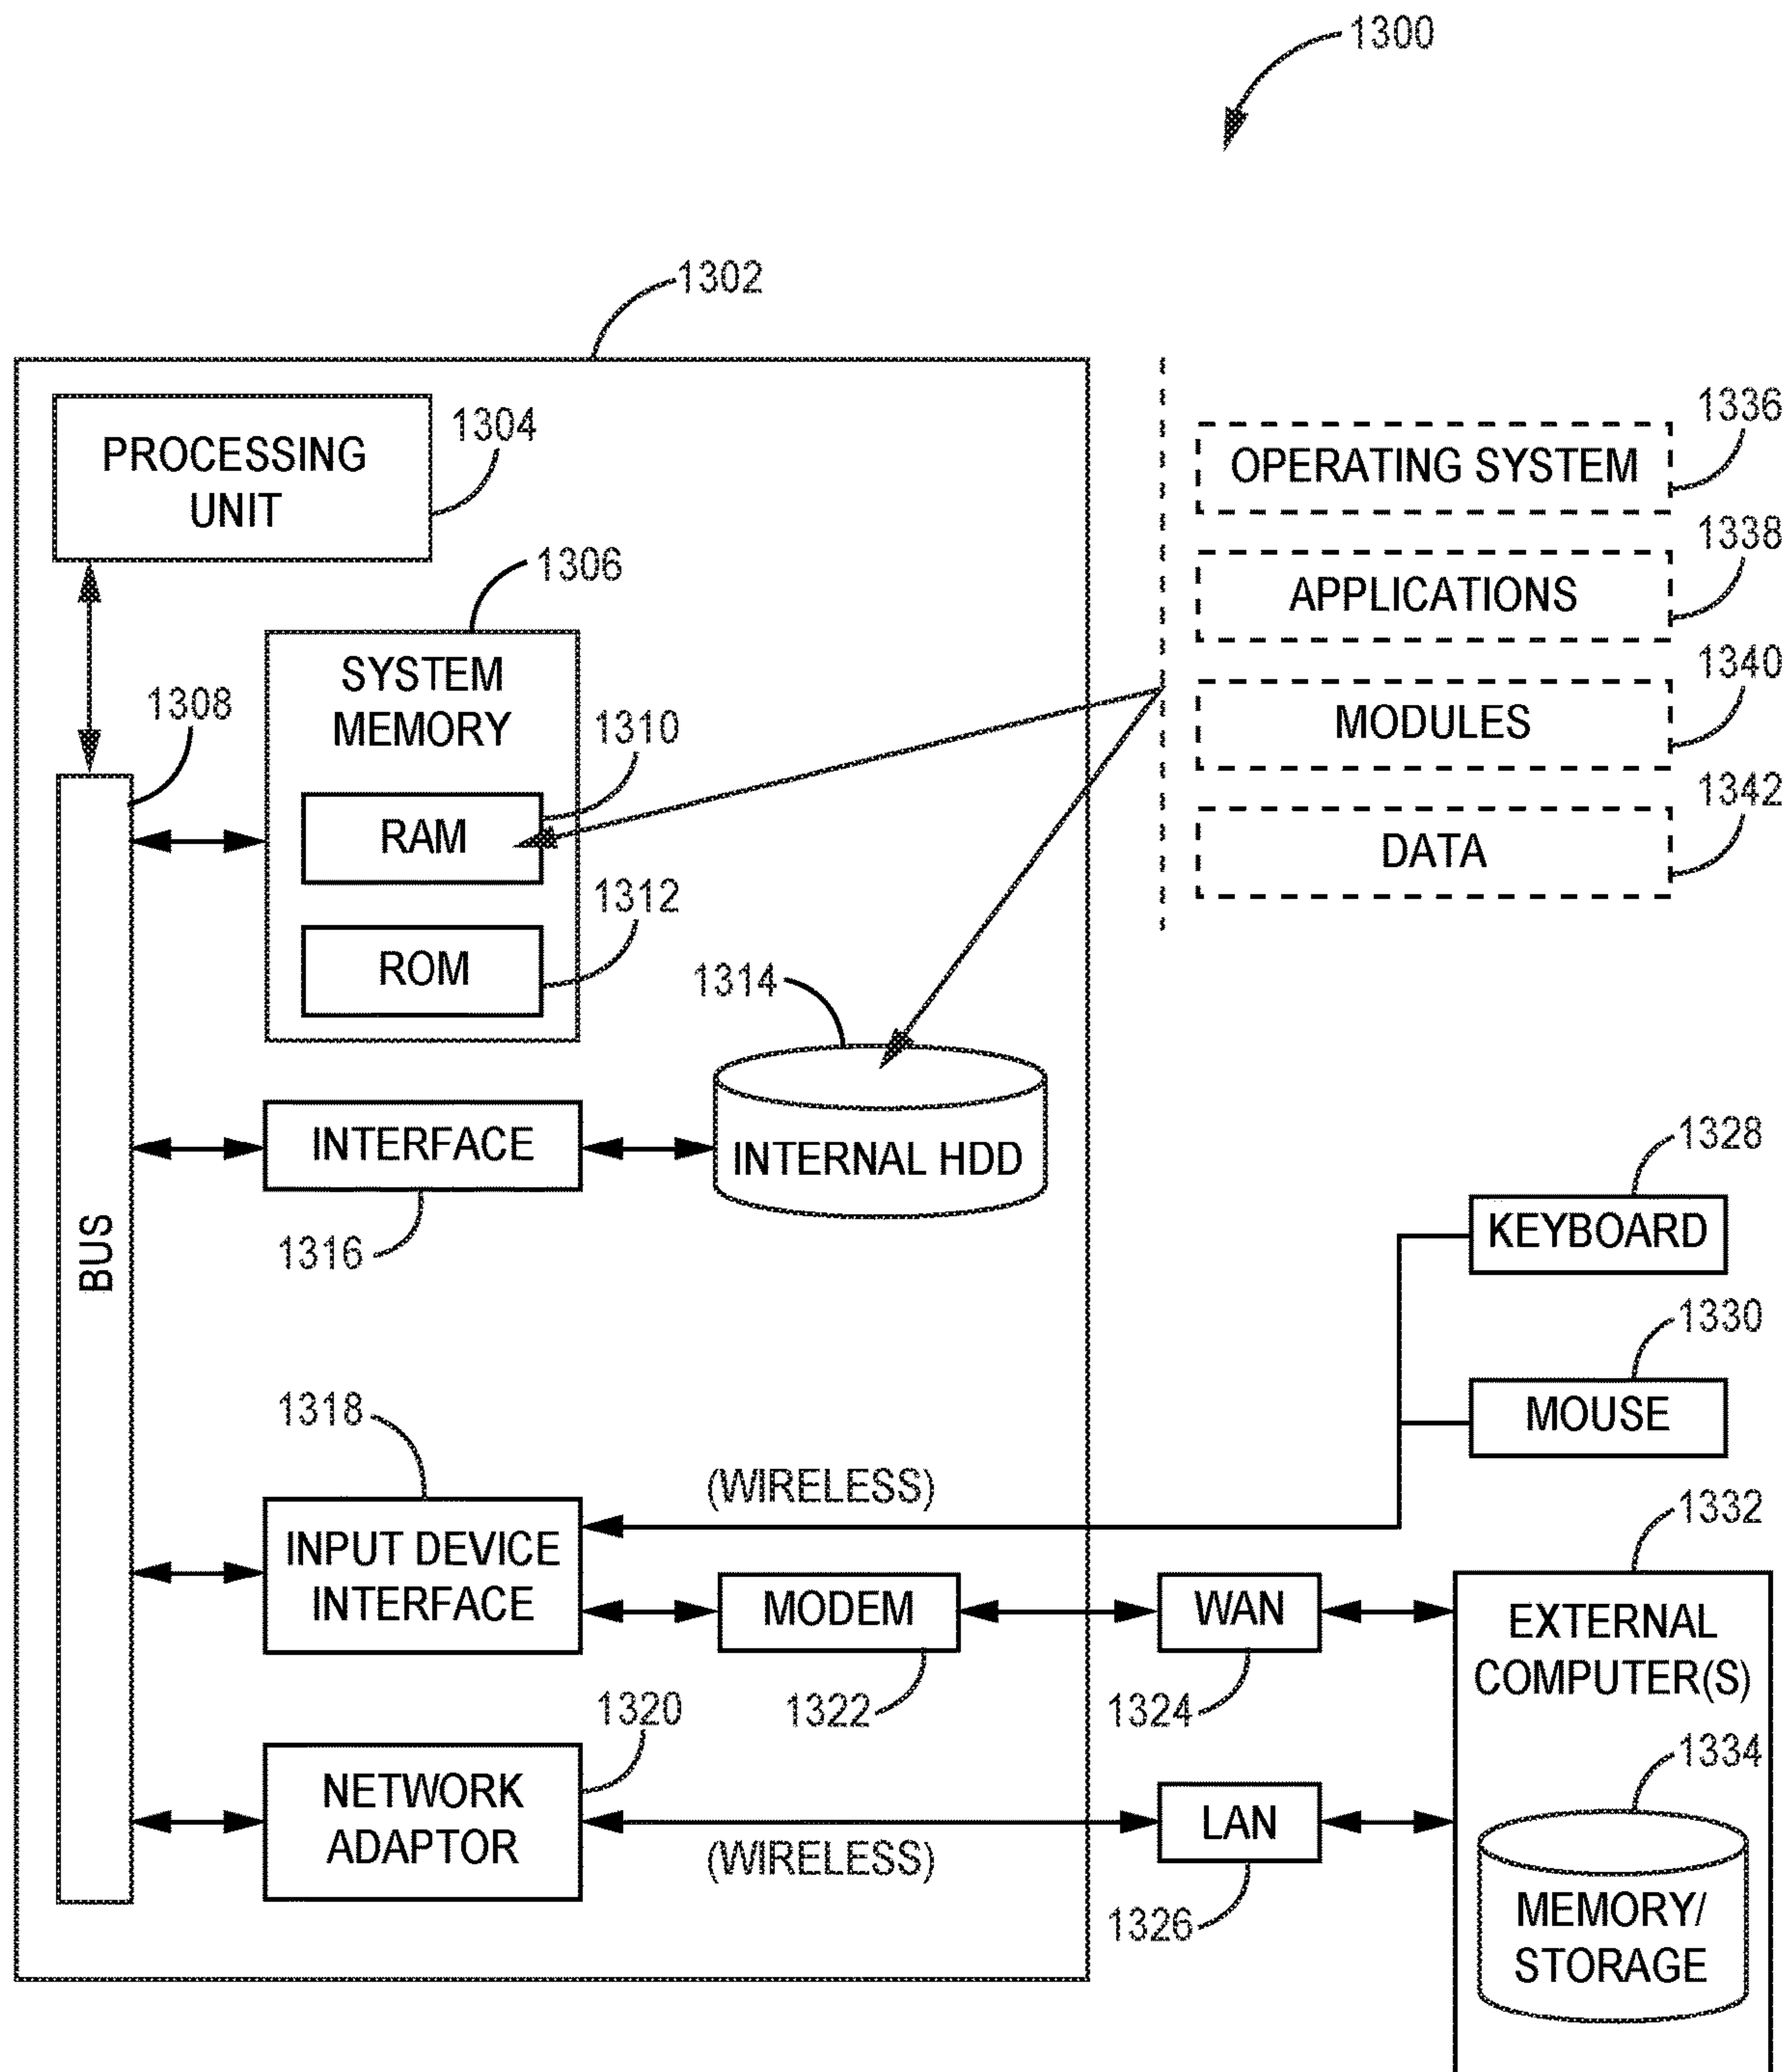 1300
1302
PROCESSING
UNIT
1304
1306
SYSTEM
MEMORY
1308
1310
RAM
1312
ROM
1314
INTERNAL HDD
INTERFACE
1316
BUS
1336
OPERATING SYSTEM
1338
APPLICATIONS
1340
MODULES
1342
DATA
1328
KEYBOARD
1330
MOUSE
1318
(WIRELESS)
INPUT DEVICE
INTERFACE
MODEM
1322
WAN
1324
1332
EXTERNAL
COMPUTER(S)
1320
NETWORK
ADAPTOR
(WIRELESS)
LAN
1326
1334
MEMORY/
STORAGE